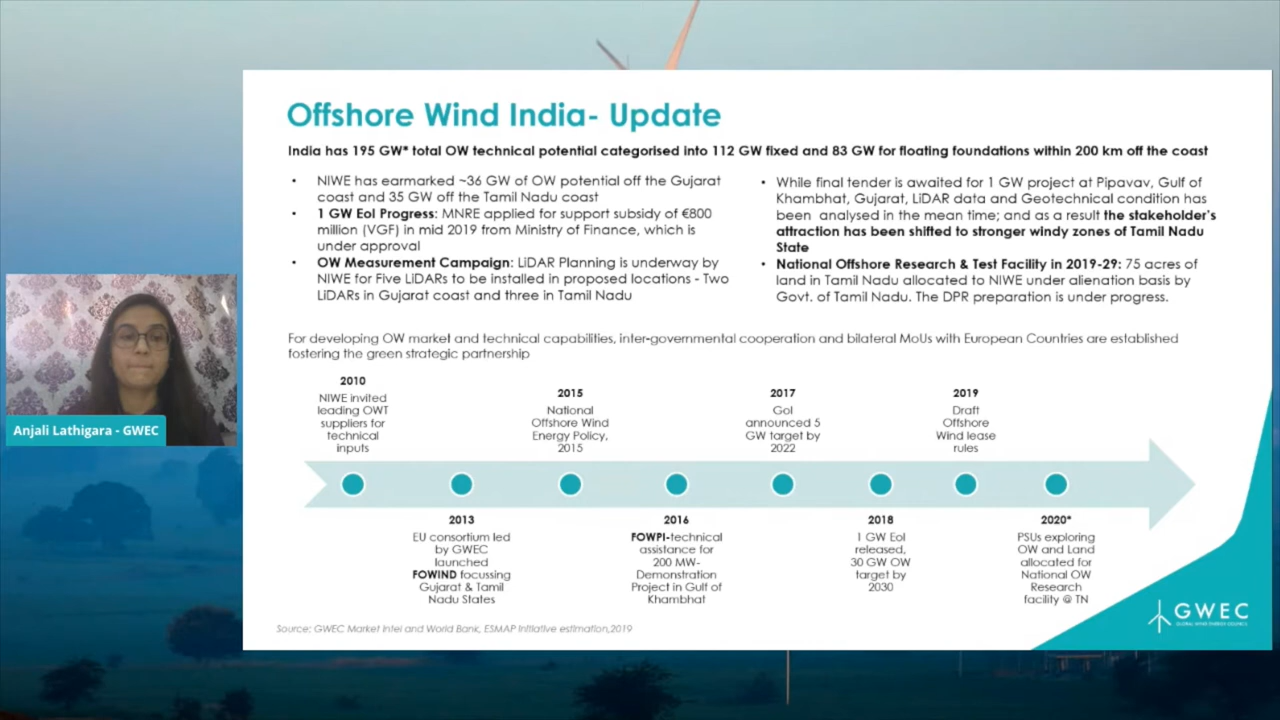 Offshore Wind India- Update
India has 195 GW* total OW technical potential categorised into 112 GW fixed and 83 GW for floating foundations within 200 km off the coast
• NIWE has earmarked ~36 GW of OW potential off the Gujarat
coast and 35 GW off the Tamil Nadu coast
• 1 GW EoI Progress: MNRE applied for support subsidy of €800
million (VGF) in mid 2019 from Ministry of Finance, which is
under approval
• OW Measurement Campaign: LiDAR Planning is underway by
NIWE for Five LiDARs to be installed in proposed locations - Two
LiDARs in Gujarat coast and three in Tamil Nadu
• While final tender is awaited for 1 GW project at Pipavav, Gulf of
Khambhat, Gujarat, LiDAR data and Geotechnical condition has
been analysed in the mean time; and as a result the stakeholder's
attraction has been shifted to stronger windy zones of Tamil Nadu
State
• National Offshore Research & Test Facility in 2019-29: 75 acres of
land in Tamil Nadu allocated to NIWE under alienation basis by
Govt. of Tamil Nadu. The DPR preparation is under progress.
For developing OW market and technical capabilities, inter-governmental cooperation and bilateral MoUs with European Countries are established
fostering the green strategic partnership
2010
NIWE invited
leading OWT
suppliers for
technical
inputs
2013
EU consortium led
by GWEC
launched
FOWIND focussing
Gujarat & Tamil
Nadu States
2015
National
Offshore Wind
Energy Policy,
2015
2016
FOWPI-technical
assistance for
200 MW-
Demonstration
Project in Gulf of
Khambhat
2017
GoI
announced 5
GW target by
2022
2018
1 GW EoI
released,
30 GW OW
target by
2030
2019
Draft
Offshore
Wind lease
rules
2020*
PSUs exploring
OW and Land
allocated for
National OW
Research
facility @ TN
Source: GWEC Market Intel and World Bank, ESMAP Initiative estimation,2019
GWEC
GLOBAL WIND ENERGY COUNCIL
Anjali Lathigara - GWEC